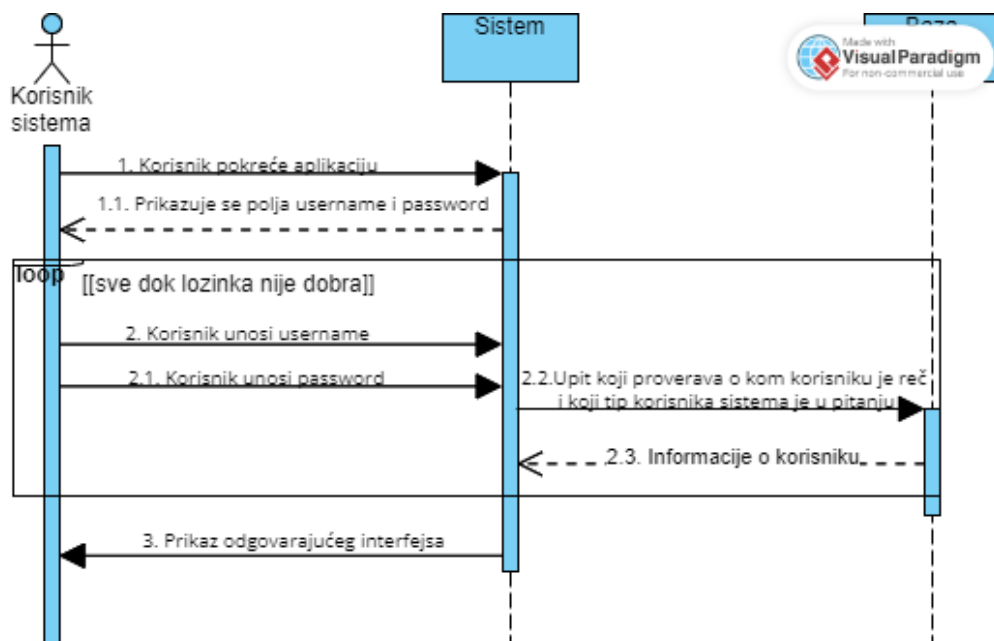 Sistem
Made with
Visual Paradigm
For non-commercial use
Korisnik
sistema
1. Korisnik pokreće aplikaciju
1.1. Prikazuje se polja username i password
loop
[[sve dok lozinka nije dobra]]
2. Korisnik unosi username
2.1. Korisnik unosi password
2.2.Upit koji proverava o kom korisniku je reč
i koji tip korisnika sistema je u pitanju
2.3. Informacije o korisniku
3. Prikaz odgovarajućeg interfejsa